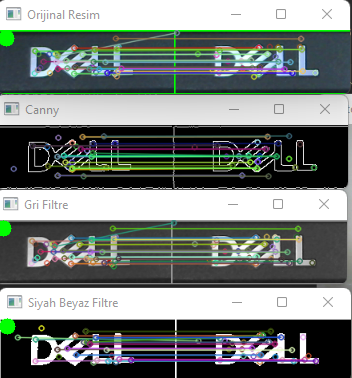 Orijinal Resim
DELL DELL
Canny
DELL DELL
Gri Filtre
DELL DELL
Siyah Beyaz Filtre
DELL DELL